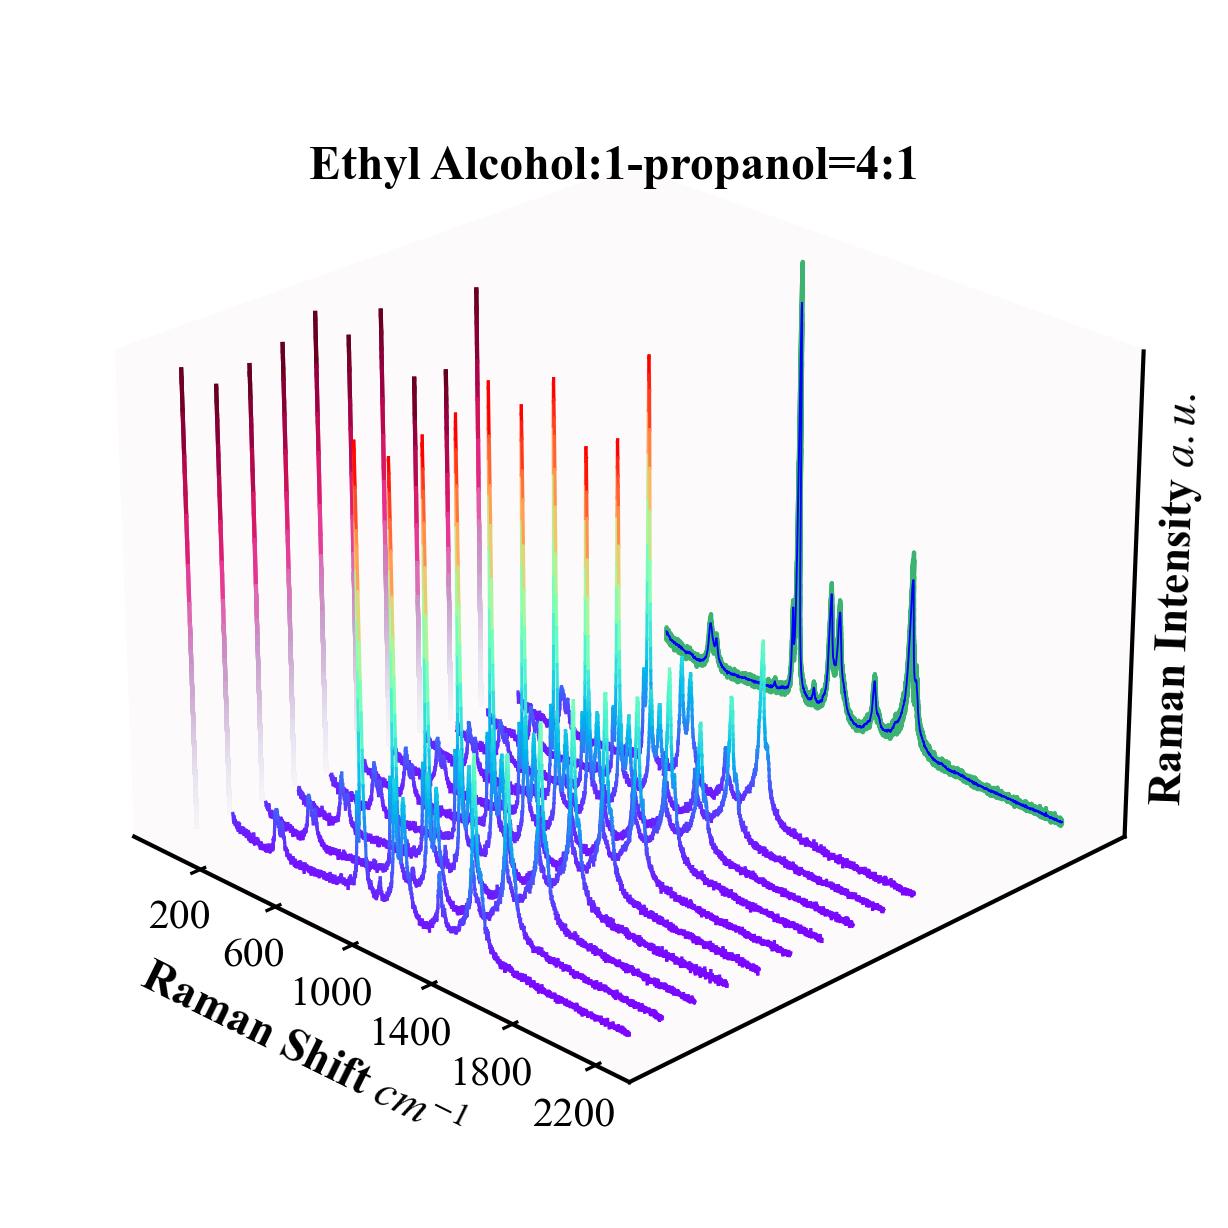 Ethyl Alcohol:1-propanol=4:1
Raman Intensity a.u.
200
600
1000
1400
1800
2200
Raman Shift cm⁻¹